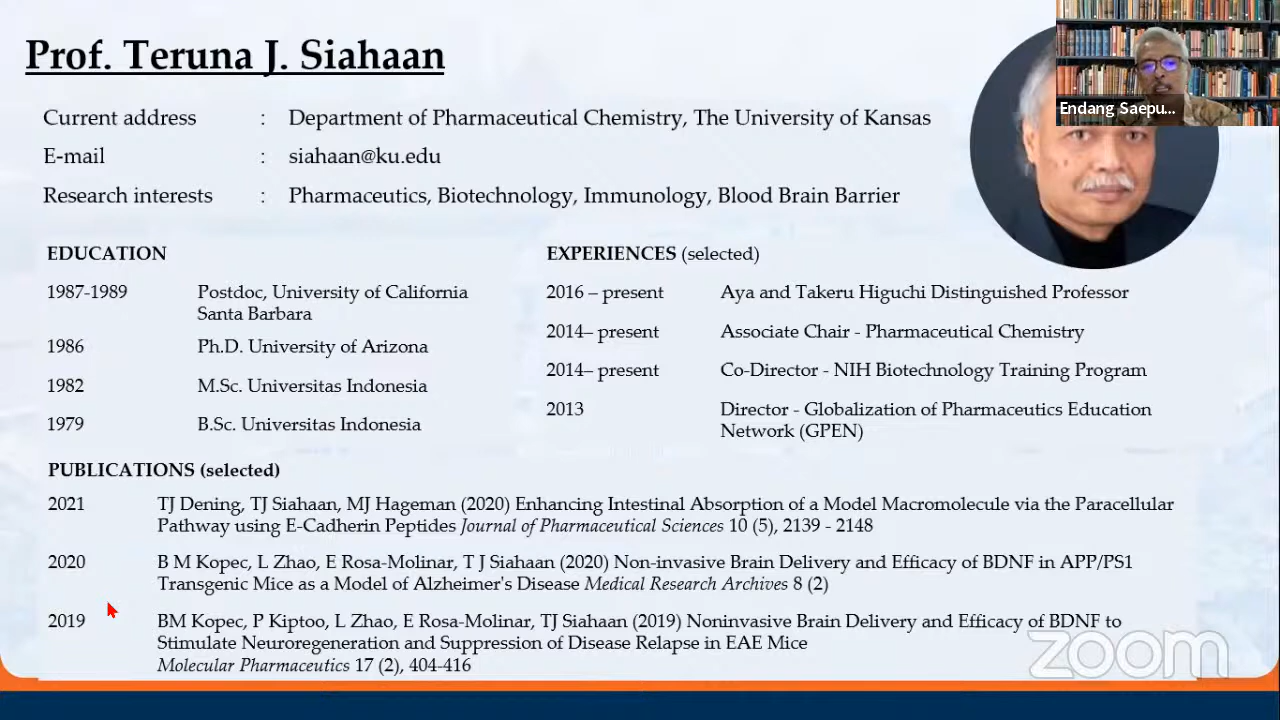 Prof. Teruna J. Siahaan
Endang Saepu...
Current address : Department of Pharmaceutical Chemistry, The University of Kansas
E-mail : siahaan@ku.edu
Research interests : Pharmaceutics, Biotechnology, Immunology, Blood Brain Barrier
EDUCATION
1987-1989 Postdoc, University of California
Santa Barbara
1986 Ph.D. University of Arizona
1982 M.Sc. Universitas Indonesia
1979 B.Sc. Universitas Indonesia
EXPERIENCES (selected)
2016 – present Aya and Takeru Higuchi Distinguished Professor
2014– present Associate Chair - Pharmaceutical Chemistry
2014– present Co-Director - NIH Biotechnology Training Program
2013 Director - Globalization of Pharmaceutics Education
Network (GPEN)
PUBLICATIONS (selected)
2021 TJ Dening, TJ Siahaan, MJ Hageman (2020) Enhancing Intestinal Absorption of a Model Macromolecule via the Paracellular
Pathway using E-Cadherin Peptides Journal of Pharmaceutical Sciences 10 (5), 2139 - 2148
2020 B M Kopec, L Zhao, E Rosa-Molinar, T J Siahaan (2020) Non-invasive Brain Delivery and Efficacy of BDNF in APP/PS1
Transgenic Mice as a Model of Alzheimer's Disease Medical Research Archives 8 (2)
2019 BM Kopec, P Kiptoo, L Zhao, E Rosa-Molinar, TJ Siahaan (2019) Noninvasive Brain Delivery and Efficacy of BDNF to
Stimulate Neuroregeneration and Suppression of Disease Relapse in EAE Mice
Molecular Pharmaceutics 17 (2), 404-416
zoom